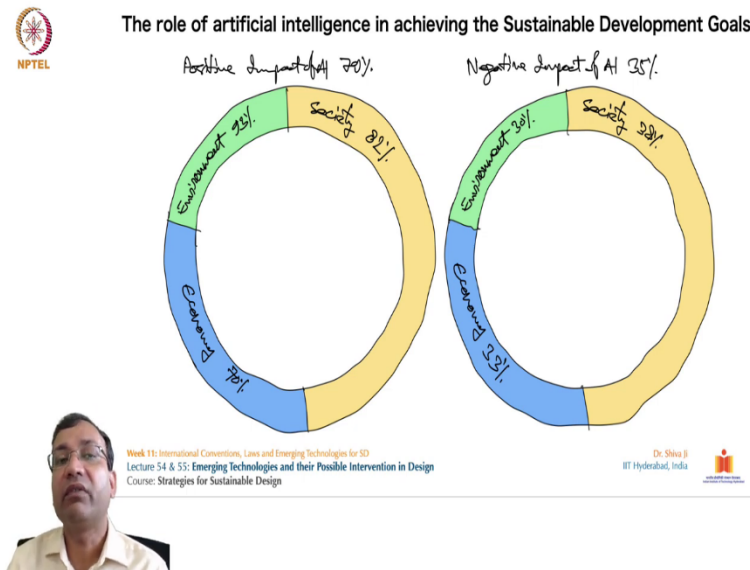 The role of artificial intelligence in achieving the Sustainable Development Goals
NPTEL
Positive Impact of AI 79%.
Negative Impact of AI 35%.
Environment 93%.
Society 82%.
Economy 70%.
Environment 30%.
Society 38%.
Economy 33%.
Week 11: International Conventions, Laws and Emerging Technologies for SD
Lecture 54 & 55: Emerging Technologies and their Possible Intervention in Design
Course: Strategies for Sustainable Design
Dr. Shiva Ji
IIT Hyderabad, India